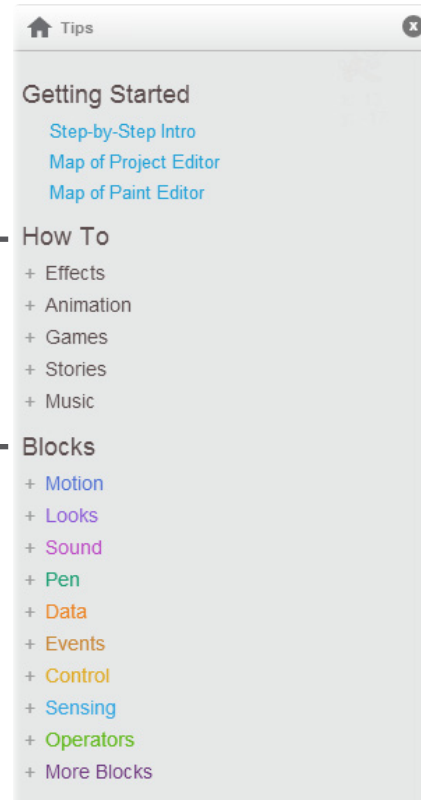 Tips
Getting Started
Step-by-Step Intro
Map of Project Editor
Map of Paint Editor
How To
+ Effects
+ Animation
+ Games
+ Stories
+ Music
Blocks
+ Motion
+ Looks
+ Sound
+ Pen
+ Data
+ Events
+ Control
+ Sensing
+ Operators
+ More Blocks